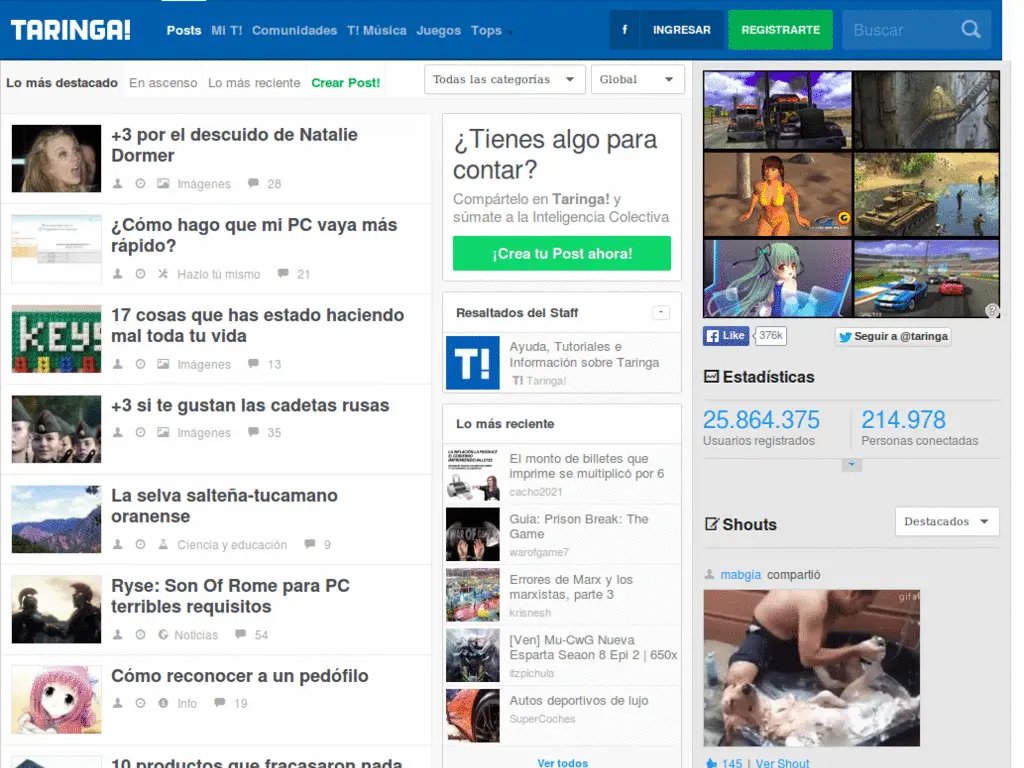 TARINGA!
Posts Mi T! Comunidades T! Música Juegos Tops
f INGRESAR REGISTRARTE Buscar
Lo más destacado En ascenso Lo más reciente Crear Post!
Todas las categorías Global
+3 por el descuido de Natalie
Dormer
Imágenes 28
¿Cómo hago que mi PC vaya más
rápido?
Hazlo tú mismo 21
KEYS
17 cosas que has estado haciendo
mal toda tu vida
Imágenes 13
+3 si te gustan las cadetas rusas
Imágenes 35
La selva salteña-tucamano
oranense
Ciencia y educación 9
Ryse: Son Of Rome para PC
terribles requisitos
Noticias 54
Cómo reconocer a un pedófilo
Info 19
10 productos que fracasaron nada
¿Tienes algo para
contar?
Compártelo en Taringa! y
súmate a la Inteligencia Colectiva
¡Crea tu Post ahora!
Resaltados del Staff
-
T!
Ayuda, Tutoriales e
Información sobre Taringa
T! Taringa!
Lo más reciente
El monto de billetes que
imprime se multiplicó por 6
cacho2021
Guia: Prison Break: The
Game
warofgame7
Errores de Marx y los
marxistas, parte 3
krisnesh
[Ven] Mu-CwG Nueva
Esparta Seaon 8 Epi 2 | 650x
itzpichula
Autos deportivos de lujo
SuperCoches
Ver todos
Like 376k
Seguir a @taringa
Estadísticas
25.864.375 214.978
Usuarios registrados Personas conectadas
Shouts Destacados
mabgia compartió
145 | Ver Shout